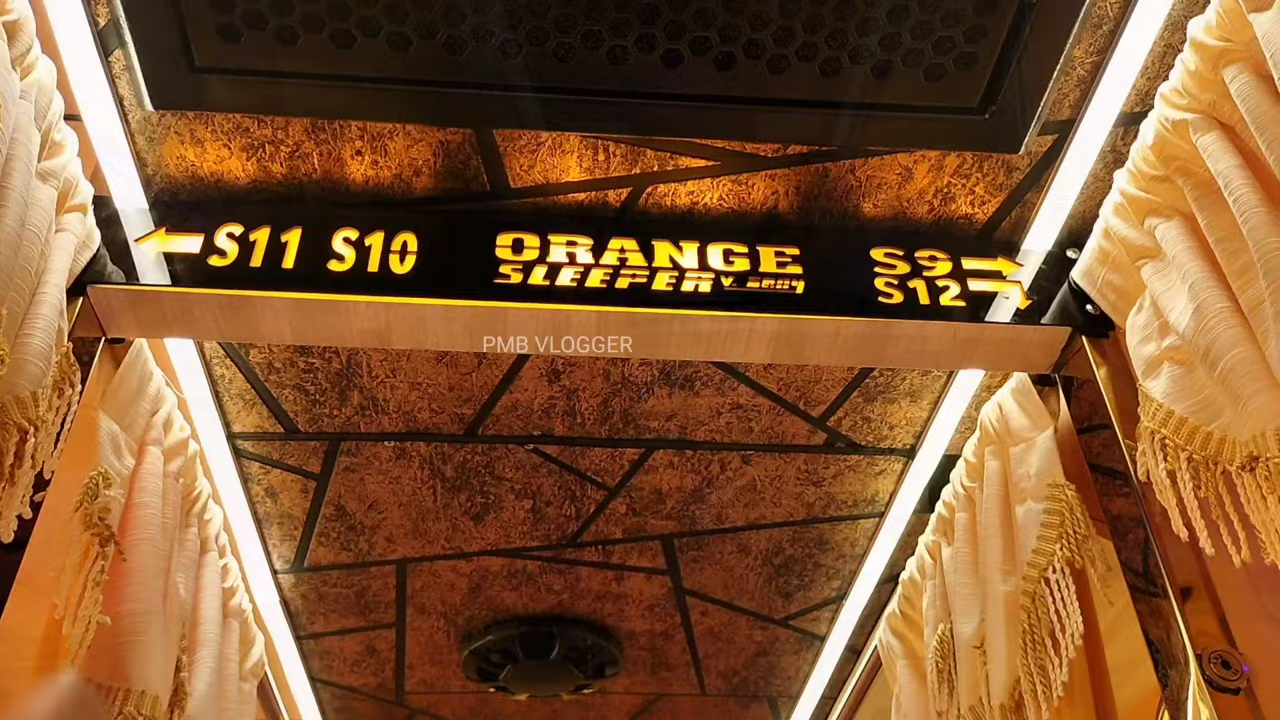 S11 S10
ORANGE
SLEEPER
S9
S12
PMB VLOGGER